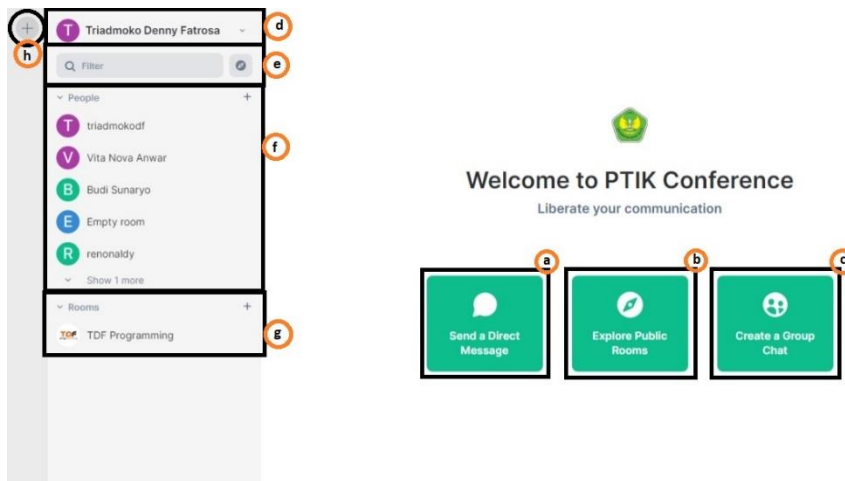 T Triadmoko Denny Fatrosa d
h
Filter e
People +
T triadmokodf
V Vita Nova Anwar
f
B Budi Sunaryo
E Empty room
R renonaldy
Show 1 more
Rooms +
TDF TDF Programming
g
Welcome to PTIK Conference
Liberate your communication
a
b
c
Send a Direct
Message
Explore Public
Rooms
Create a Group
Chat